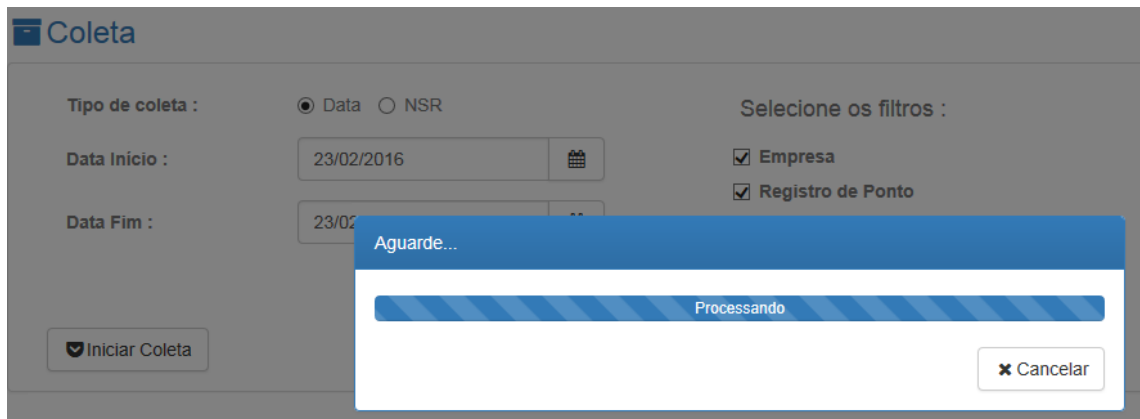 Coleta
Tipo de coleta :
Data
NSR
Data Início :
23/02/2016
Data Fim :
23/02
Selecione os filtros :
Empresa
Registro de Ponto
Iniciar Coleta
Aguarde...
Processando
Cancelar